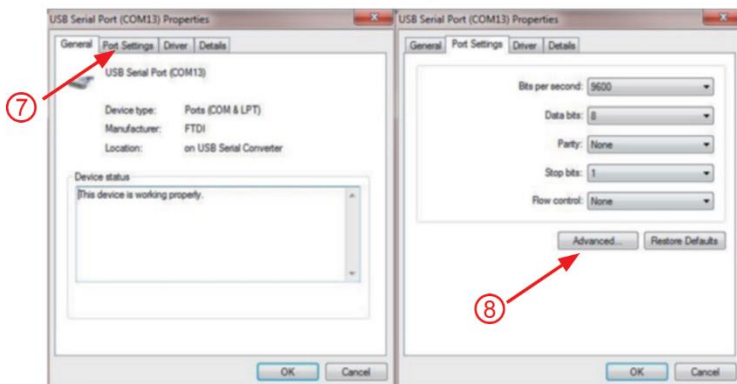 USB Serial Port (COM13) Properties
General Port Settings Driver Details
USB Serial Port (COM13)
Device type: Ports (COM & LPT)
Manufacturer: FTDI
Location: on USB Serial Converter
Device status
This device is working properly.
OK Cancel
⑦
USB Serial Port (COM13) Properties
General Port Settings Driver Details
Bits per second: 9600
Data bits: 8
Parity: None
Stop bits: 1
Flow control: None
Advanced... Restore Defaults
⑧
OK Cancel